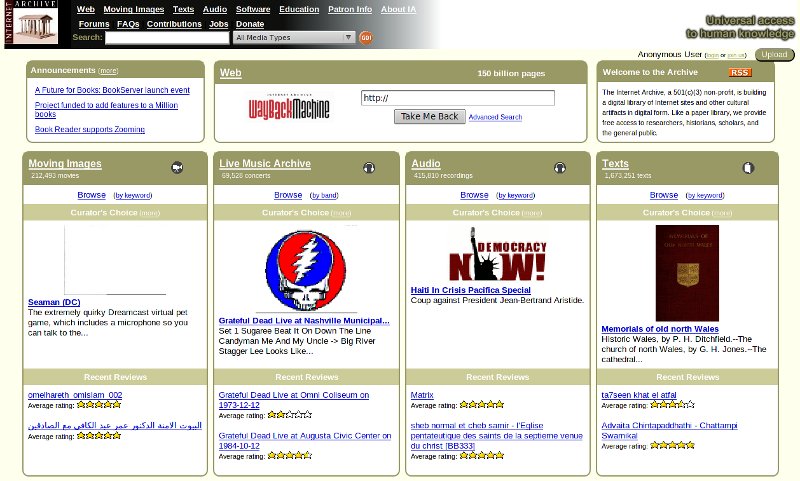 INTERNET ARCHIVE
Web Moving Images Texts Audio Software Education Patron Info About IA
Forums FAQs Contributions Jobs Donate
Search: All Media Types GO!
Universal access
to human knowledge
Anonymous User (login or join us) Upload
Announcements (more)
A Future for Books: BookServer launch event
Project funded to add features to a Million
books
Book Reader supports Zooming
Web 150 billion pages
INTERNET ARCHIVE
WayBackMachine
http://
Take Me Back Advanced Search
Welcome to the Archive RSS
The Internet Archive, a 501(c)(3) non-profit, is building
a digital library of Internet sites and other cultural
artifacts in digital form. Like a paper library, we provide
free access to researchers, historians, scholars, and
the general public.
Moving Images
212,493 movies
Browse (by keyword)
Curator's Choice (more)
Seaman (DC)
The extremely quirky Dreamcast virtual pet
game, which includes a microphone so you
can talk to the...
Recent Reviews
omelhareth_omislam_002
Average rating:
البيوت الامنة الدكتور عمر عبد الكافي مع الصادقين
Average rating:
Live Music Archive
69,528 concerts
Browse (by band)
Curator's Choice (more)
Grateful Dead Live at Nashville Municipal...
Set 1 Sugaree Beat It On Down The Line
Candyman Me And My Uncle -> Big River
Stagger Lee Looks Like...
Recent Reviews
Grateful Dead Live at Omni Coliseum on
1973-12-12
Average rating:
Grateful Dead Live at Augusta Civic Center on
1984-10-12
Average rating:
Audio
415,810 recordings
Browse (by keyword)
Curator's Choice (more)
DEMOCRACY
NOW!
Haiti In Crisis Pacifica Special
Coup against President Jean-Bertrand Aristide.
Recent Reviews
Matrix
Average rating:
sheb normal et cheb samir - l'Eglise
pentateutique des saints de la septieme venue
du christ [BB333]
Average rating:
Texts
1,673,251 texts
Browse (by keyword)
Curator's Choice (more)
MEMORIALS OF
OLD NORTH WALES
Memorials of old north Wales
Historic Wales, by P. H. Ditchfield.--The
church of north Wales, by G. H. Jones.--The
cathedral...
Recent Reviews
ta7seen khat el atfal
Average rating:
Advaita Chintapaddhathi - Chattampi
Swamikal
Average rating: